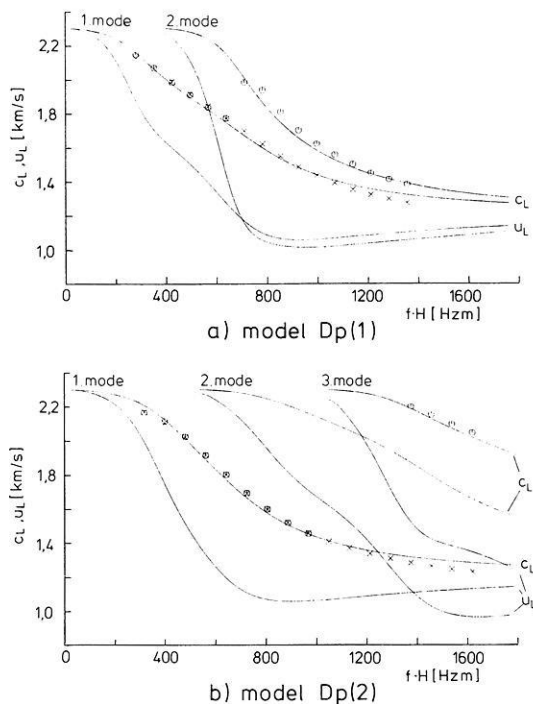 1.mode 2.mode
2,2
1,8
1,4
1,0
c_L ,u_L [km/s]
c_L
u_L
0 400 800 1200 1600
f·H [Hzm]
a) model Dp(1)
1.mode 2.mode 3.mode
2,2
1,8
1,4
1,0
c_L ,u_L [km/s]
c_L
c_L
u_L
0 400 800 1200 1600
f·H [Hzm]
b) model Dp(2)